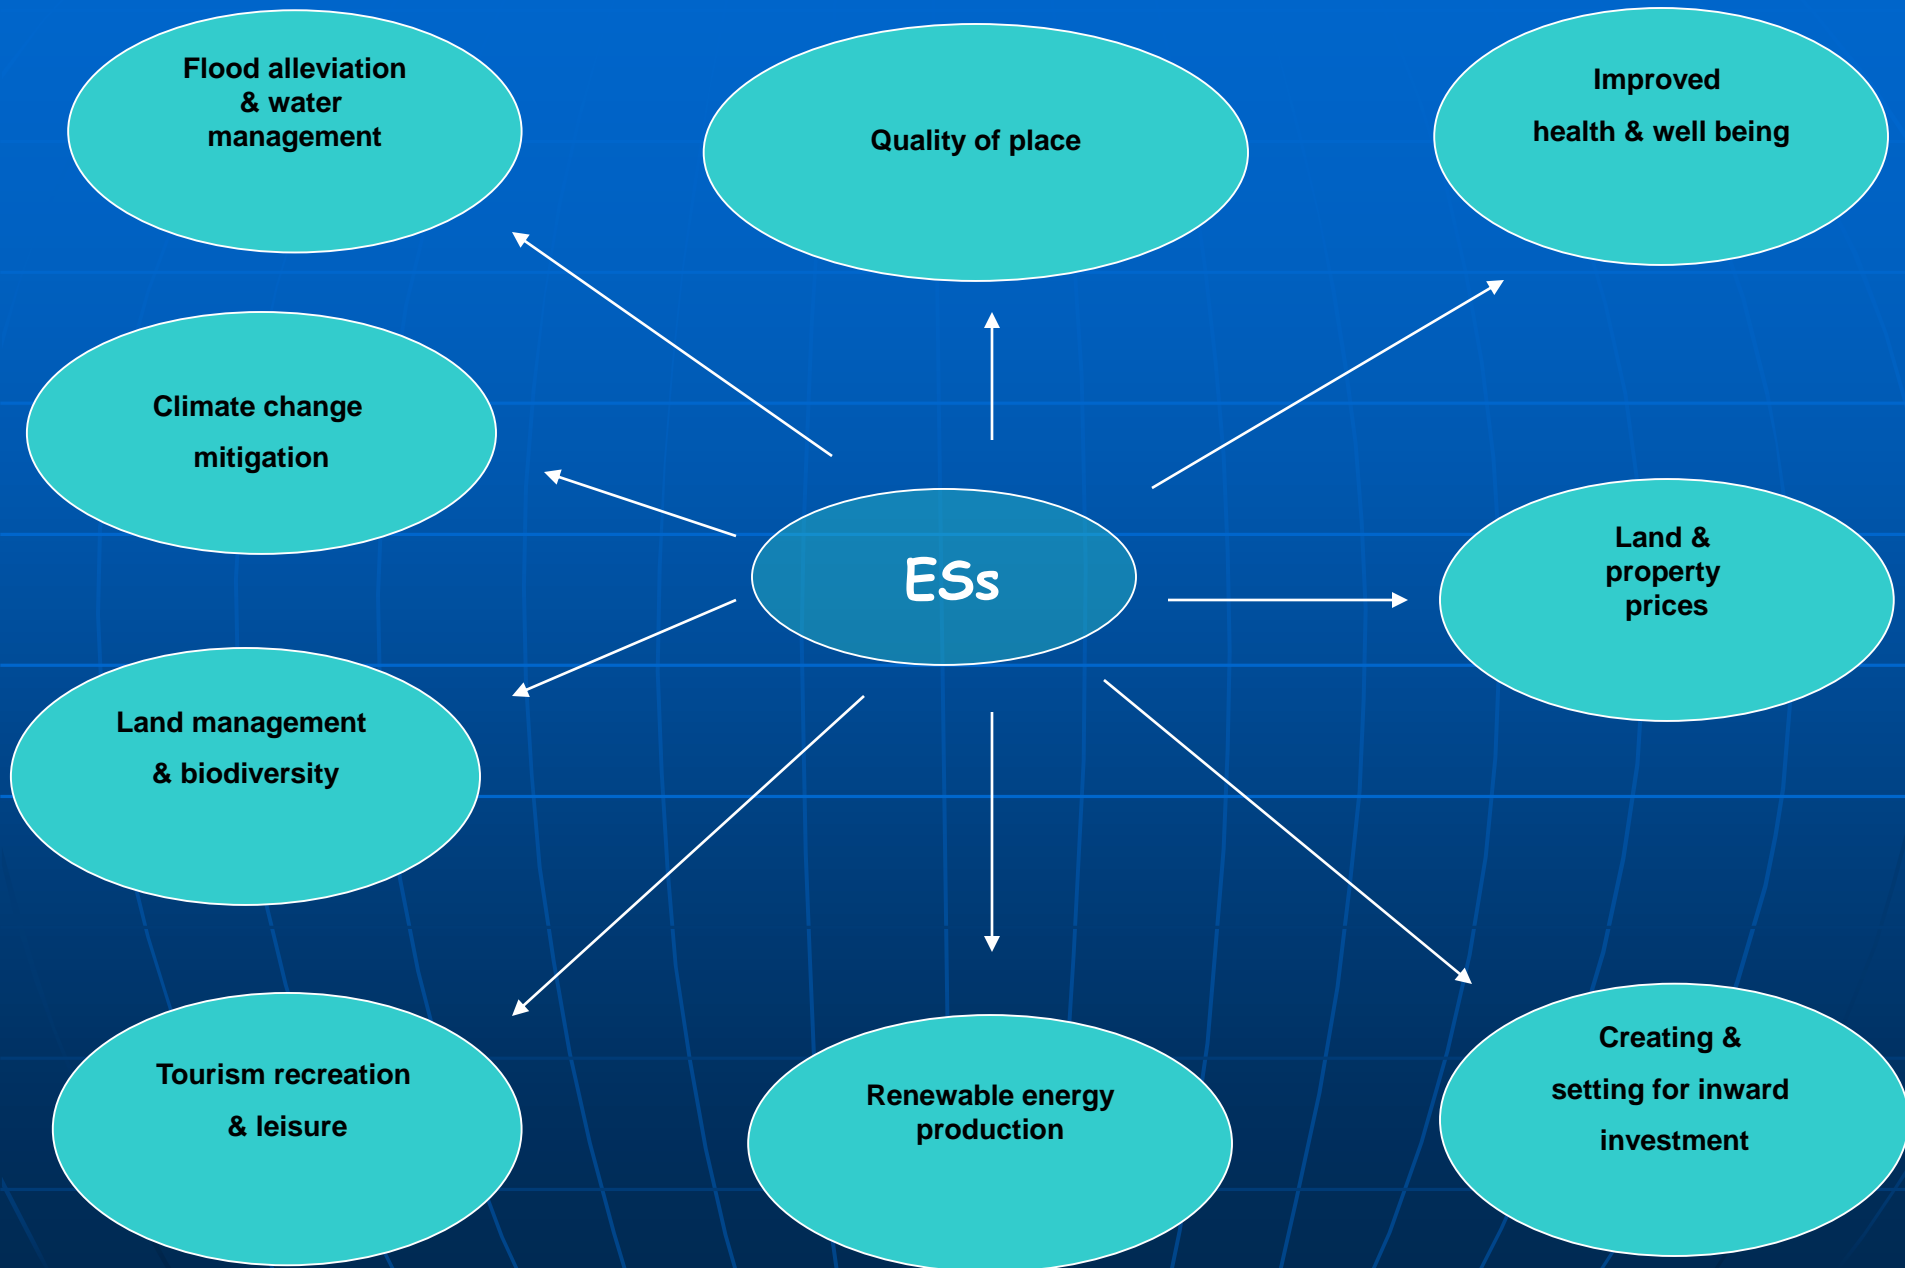 Flood alleviation
& water
management
Quality of place
Improved
health & well being
Climate change
mitigation
ESs
Land &
property
prices
Land management
& biodiversity
Tourism recreation
& leisure
Renewable energy
production
Creating &
setting for inward
investment